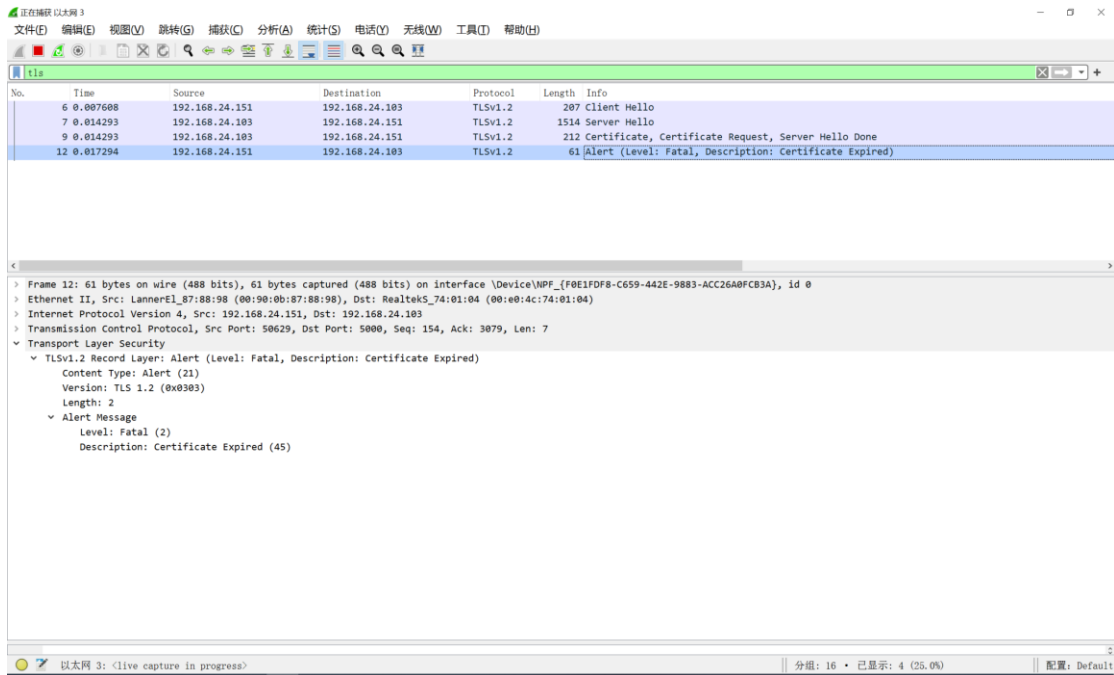 正在捕获 以太网 3
文件(F) 编辑(E) 视图(V) 跳转(G) 捕获(C) 分析(A) 统计(S) 电话(Y) 无线(W) 工具(T) 帮助(H)
tls
No. Time Source Destination Protocol Length Info
6 0.007608 192.168.24.151 192.168.24.103 TLSv1.2 207 Client Hello
7 0.014293 192.168.24.103 192.168.24.151 TLSv1.2 1514 Server Hello
9 0.014293 192.168.24.103 192.168.24.151 TLSv1.2 212 Certificate, Certificate Request, Server Hello Done
12 0.017294 192.168.24.151 192.168.24.103 TLSv1.2 61 Alert (Level: Fatal, Description: Certificate Expired)
Frame 12: 61 bytes on wire (488 bits), 61 bytes captured (488 bits) on interface \Device\NPF_{F0E1FDF8-C659-442E-9883-ACC26A0FCB3A}, id 0
Ethernet II, Src: LannerEl_87:88:98 (00:90:0b:87:88:98), Dst: RealtekS_74:01:04 (00:e0:4c:74:01:04)
Internet Protocol Version 4, Src: 192.168.24.151, Dst: 192.168.24.103
Transmission Control Protocol, Src Port: 50629, Dst Port: 5000, Seq: 154, Ack: 3079, Len: 7
Transport Layer Security
TLSv1.2 Record Layer: Alert (Level: Fatal, Description: Certificate Expired)
Content Type: Alert (21)
Version: TLS 1.2 (0x0303)
Length: 2
Alert Message
Level: Fatal (2)
Description: Certificate Expired (45)
以太网 3: <live capture in progress> 分组: 16 · 已显示: 4 (25.0%) 配置: Default